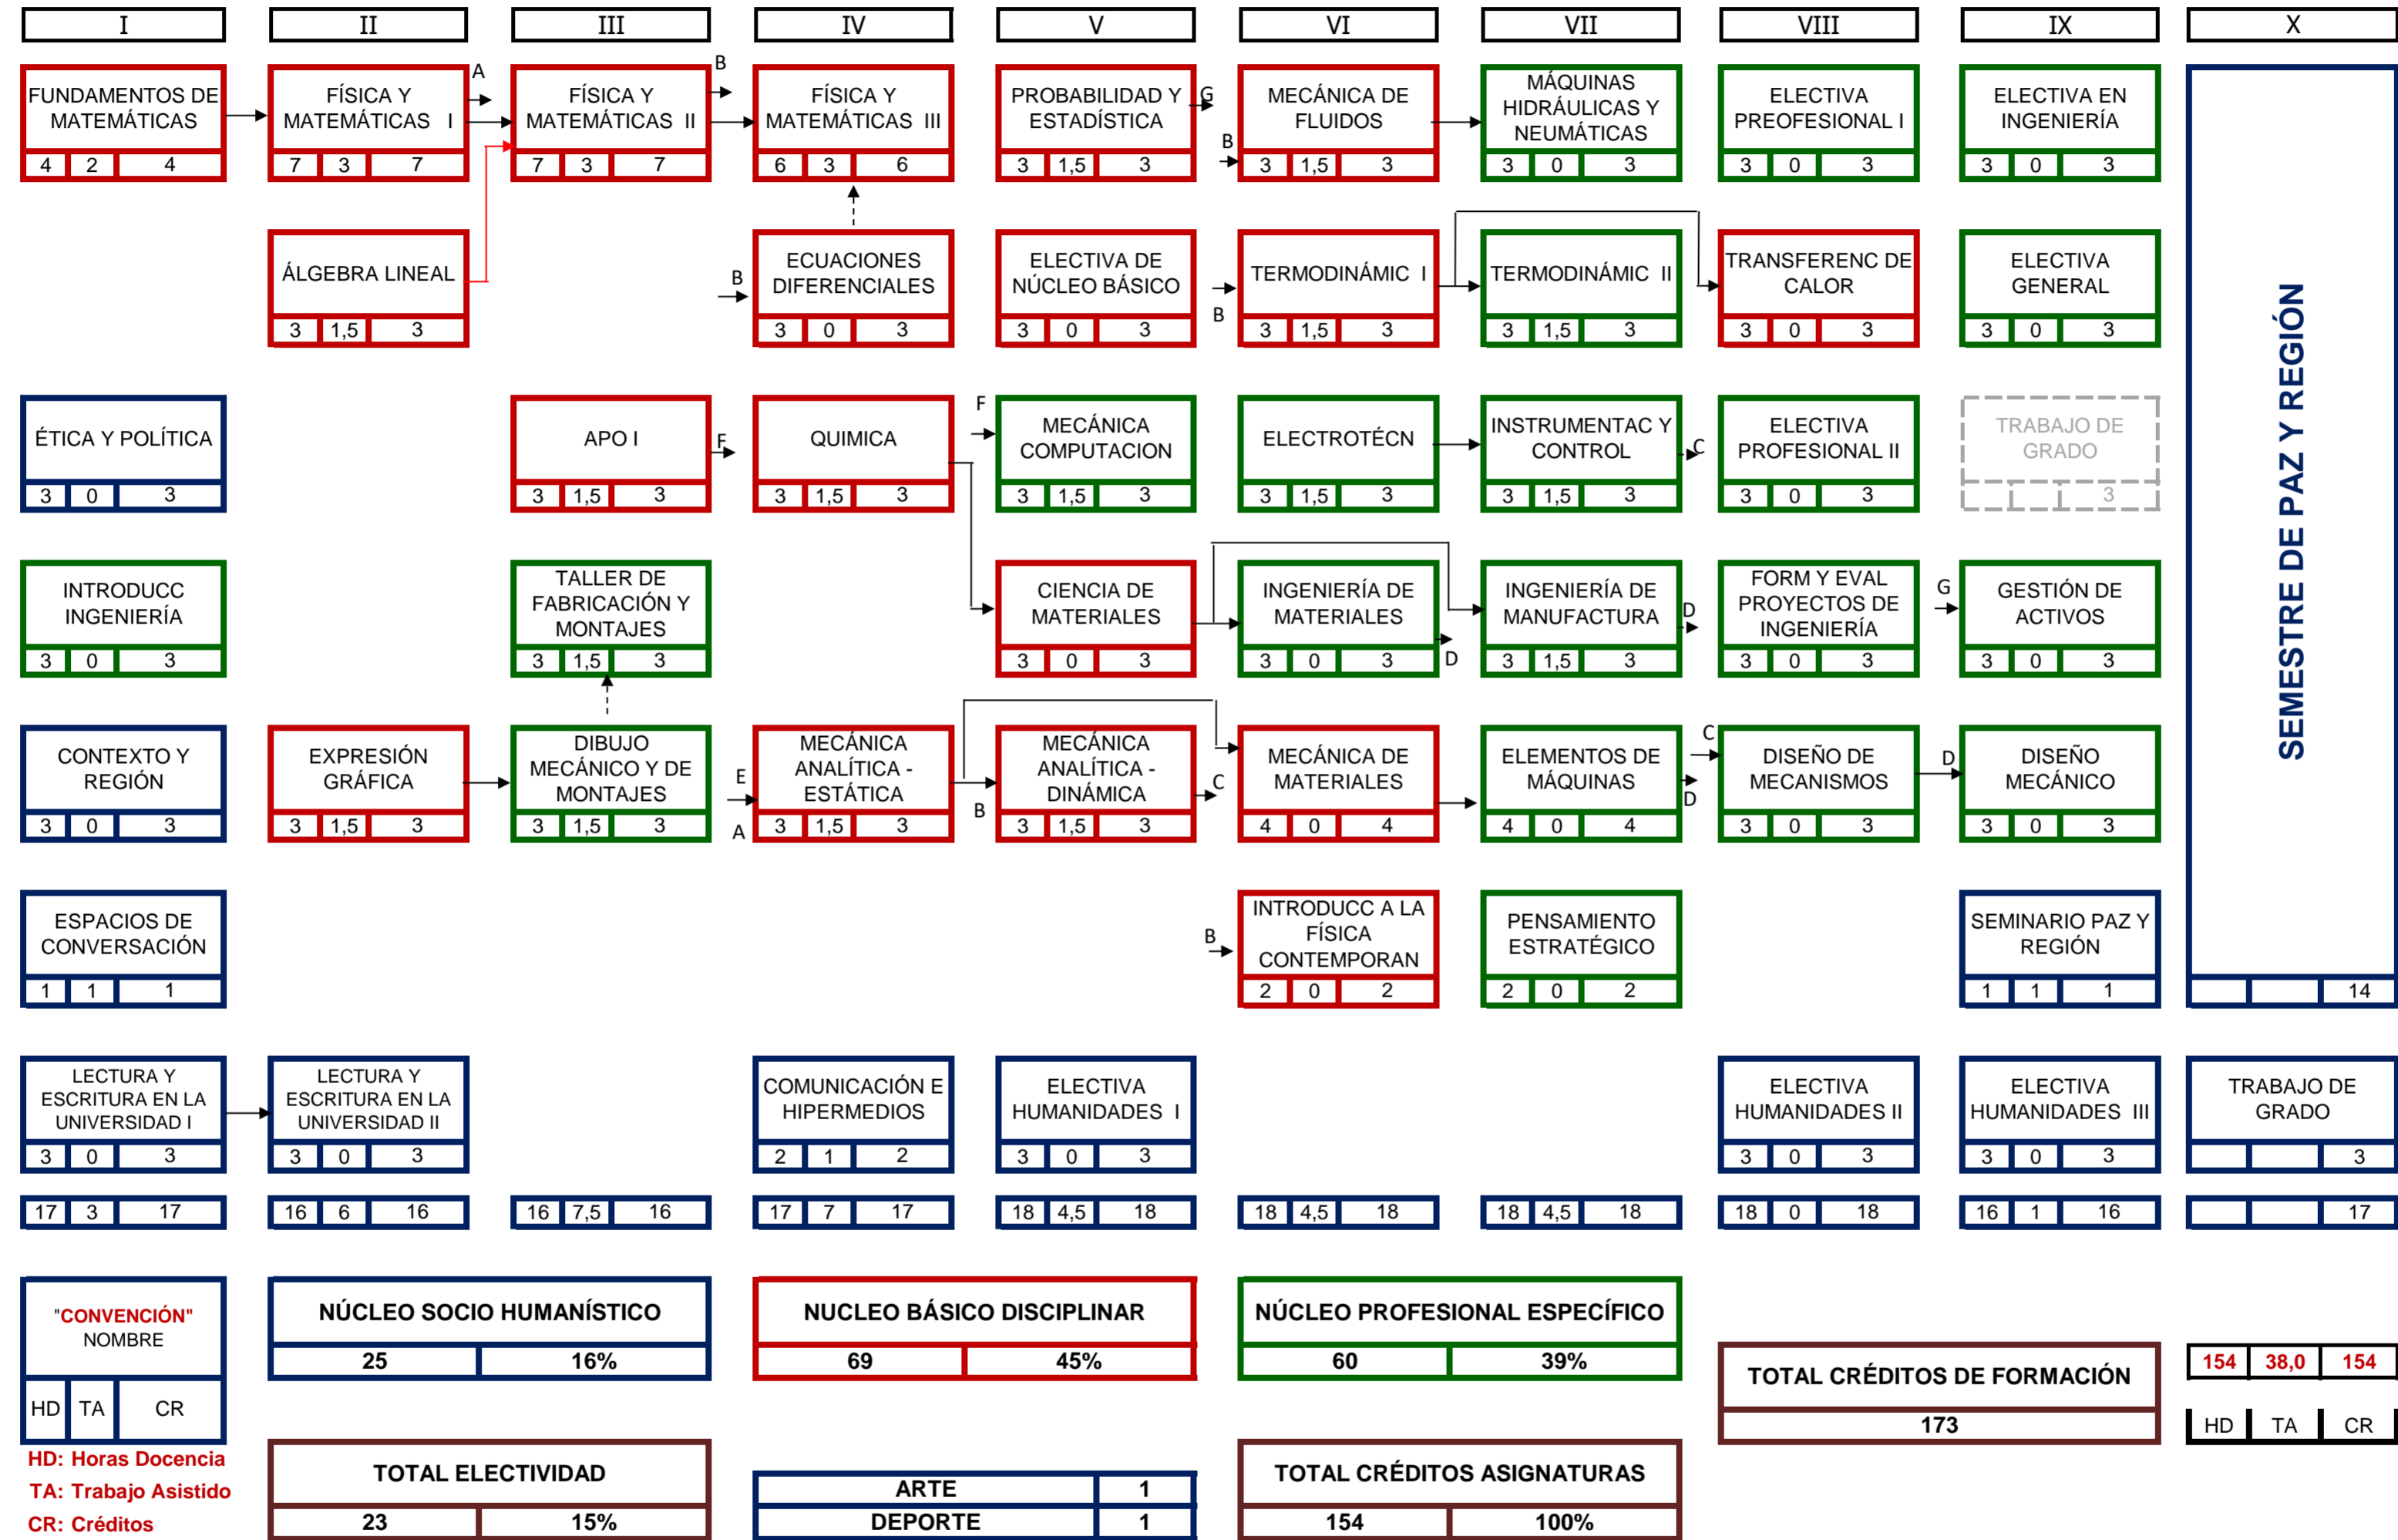 I II III IV V VI VII VIII IX X
FUNDAMENTOS DE
MATEMÁTICAS
4 2 4
FÍSICA Y
MATEMÁTICAS I
7 3 7
A
FÍSICA Y
MATEMÁTICAS II
7 3 7
B
FÍSICA Y
MATEMÁTICAS III
6 3 6
PROBABILIDAD Y
ESTADÍSTICA
3 1,5 3
G
B
MECÁNICA DE
FLUIDOS
3 1,5 3
MÁQUINAS
HIDRÁULICAS Y
NEUMÁTICAS
3 0 3
ELECTIVA
PREOFESIONAL I
3 0 3
ELECTIVA EN
INGENIERÍA
3 0 3
SEMESTRE DE PAZ Y REGIÓN
14
ÁLGEBRA LINEAL
3 1,5 3
B
ECUACIONES
DIFERENCIALES
3 0 3
ELECTIVA DE
NÚCLEO BÁSICO
3 0 3
B
TERMODINÁMIC I
3 1,5 3
TERMODINÁMIC II
3 1,5 3
TRANSFERENC DE
CALOR
3 0 3
ELECTIVA
GENERAL
3 0 3
ÉTICA Y POLÍTICA
3 0 3
APO I
3 1,5 3
F
QUIMICA
3 1,5 3
F
MECÁNICA
COMPUTACION
3 1,5 3
ELECTROTÉCN
3 1,5 3
INSTRUMENTAC Y
CONTROL
3 1,5 3
C
ELECTIVA
PROFESIONAL II
3 0 3
TRABAJO DE
GRADO
3
INTRODUCC
INGENIERÍA
3 0 3
TALLER DE
FABRICACIÓN Y
MONTAJES
3 1,5 3
CIENCIA DE
MATERIALES
3 0 3
INGENIERÍA DE
MATERIALES
3 0 3
D
INGENIERÍA DE
MANUFACTURA
3 1,5 3
D
FORM Y EVAL
PROYECTOS DE
INGENIERÍA
3 0 3
G
GESTIÓN DE
ACTIVOS
3 0 3
CONTEXTO Y
REGIÓN
3 0 3
EXPRESIÓN
GRÁFICA
3 1,5 3
DIBUJO
MECÁNICO Y DE
MONTAJES
3 1,5 3
E
A
MECÁNICA
ANALÍTICA -
ESTÁTICA
3 1,5 3
B
MECÁNICA
ANALÍTICA -
DINÁMICA
3 1,5 3
C
MECÁNICA DE
MATERIALES
4 0 4
ELEMENTOS DE
MÁQUINAS
4 0 4
C
D
DISEÑO DE
MECANISMOS
3 0 3
D
DISEÑO
MECÁNICO
3 0 3
ESPACIOS DE
CONVERSACIÓN
1 1 1
B
INTRODUCC A LA
FÍSICA
CONTEMPORAN
2 0 2
PENSAMIENTO
ESTRATÉGICO
2 0 2
SEMINARIO PAZ Y
REGIÓN
1 1 1
LECTURA Y
ESCRITURA EN LA
UNIVERSIDAD I
3 0 3
LECTURA Y
ESCRITURA EN LA
UNIVERSIDAD II
3 0 3
COMUNICACIÓN E
HIPERMEDIOS
2 1 2
ELECTIVA
HUMANIDADES I
3 0 3
ELECTIVA
HUMANIDADES II
3 0 3
ELECTIVA
HUMANIDADES III
3 0 3
TRABAJO DE
GRADO
3
17 3 17
16 6 16
16 7,5 16
17 7 17
18 4,5 18
18 4,5 18
18 4,5 18
18 0 18
16 1 16
17
"CONVENCIÓN"
NOMBRE
HD TA CR
HD: Horas Docencia
TA: Trabajo Asistido
CR: Créditos
NÚCLEO SOCIO HUMANÍSTICO
25 16%
NUCLEO BÁSICO DISCIPLINAR
69 45%
NÚCLEO PROFESIONAL ESPECÍFICO
60 39%
TOTAL CRÉDITOS DE FORMACIÓN
173
154 38,0 154
HD TA CR
TOTAL ELECTIVIDAD
23 15%
ARTE 1
DEPORTE 1
TOTAL CRÉDITOS ASIGNATURAS
154 100%